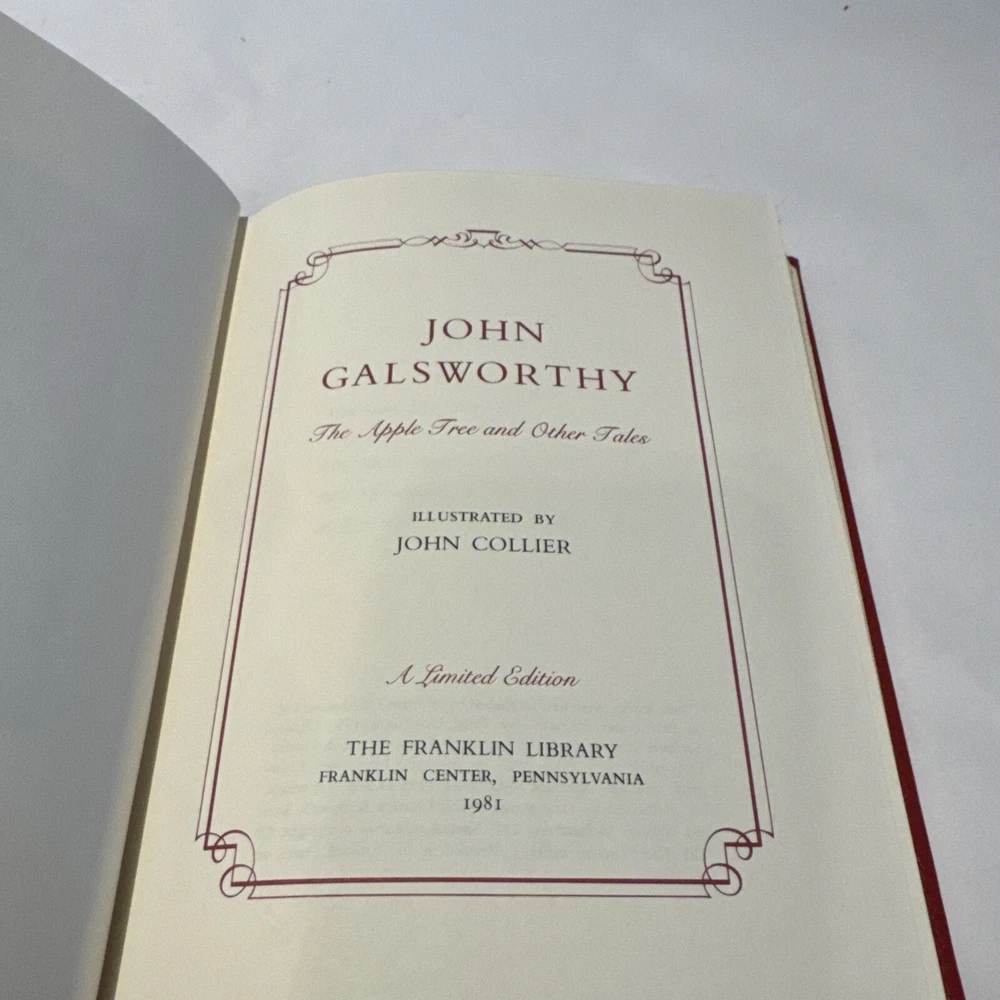 JOHN
GALSWORTHY
The Apple Tree and Other Tales
ILLUSTRATED BY
JOHN COLLIER
A Limited Edition
THE FRANKLIN LIBRARY
FRANKLIN CENTER, PENNSYLVANIA
1981